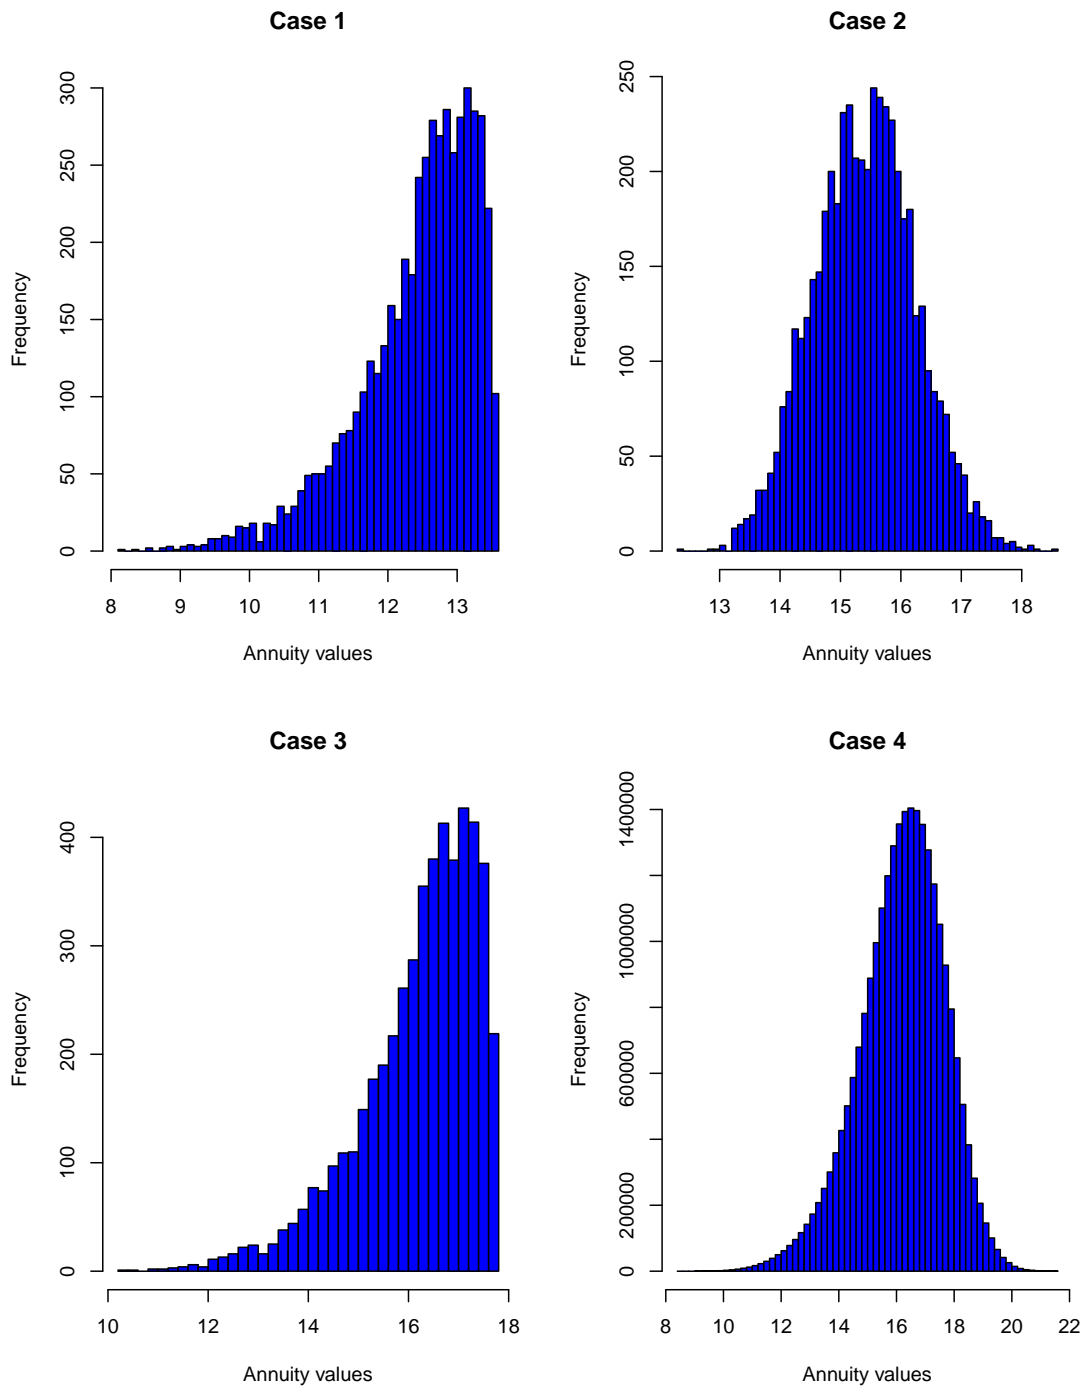 Case 1
Frequency
0 50 100 150 200 250 300
8 9 10 11 12 13
Annuity values
Case 2
Frequency
0 50 100 150 200 250
13 14 15 16 17 18
Annuity values
Case 3
Frequency
0 100 200 300 400
10 12 14 16 18
Annuity values
Case 4
Frequency
0 200000 600000 1000000 1400000
8 10 12 14 16 18 20 22
Annuity values